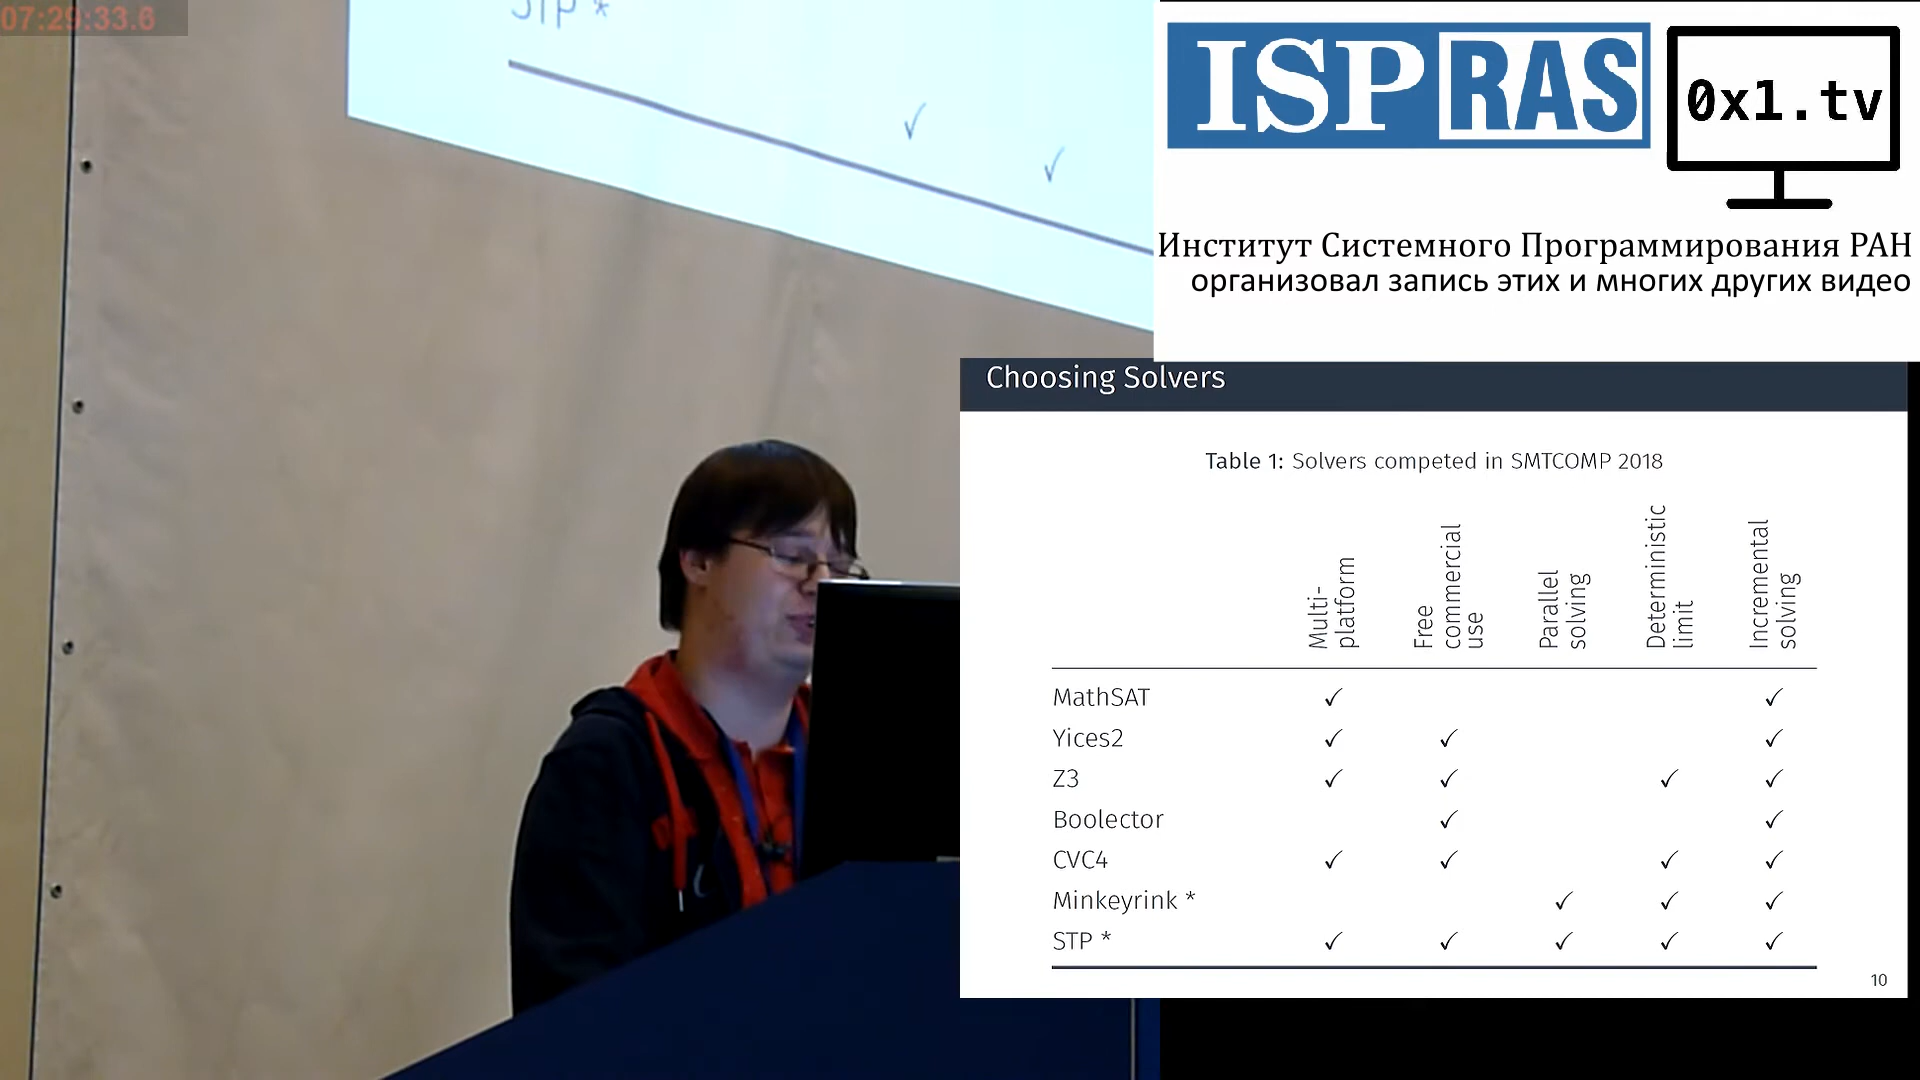 07:29:33.6
STP *
✓
✓
ISP RAS
0x1.tv
Институт Системного Программирования РАН
организовал запись этих и многих других видео
Choosing Solvers
Table 1: Solvers competed in SMTCOMP 2018
Multi-
platform
Free
commercial
use
Parallel
solving
Deterministic
limit
Incremental
solving
MathSAT ✓ ✓
Yices2 ✓ ✓ ✓
Z3 ✓ ✓ ✓ ✓
Boolector ✓ ✓
CVC4 ✓ ✓ ✓ ✓
Minkeyrink * ✓ ✓ ✓
STP * ✓ ✓ ✓ ✓ ✓
10